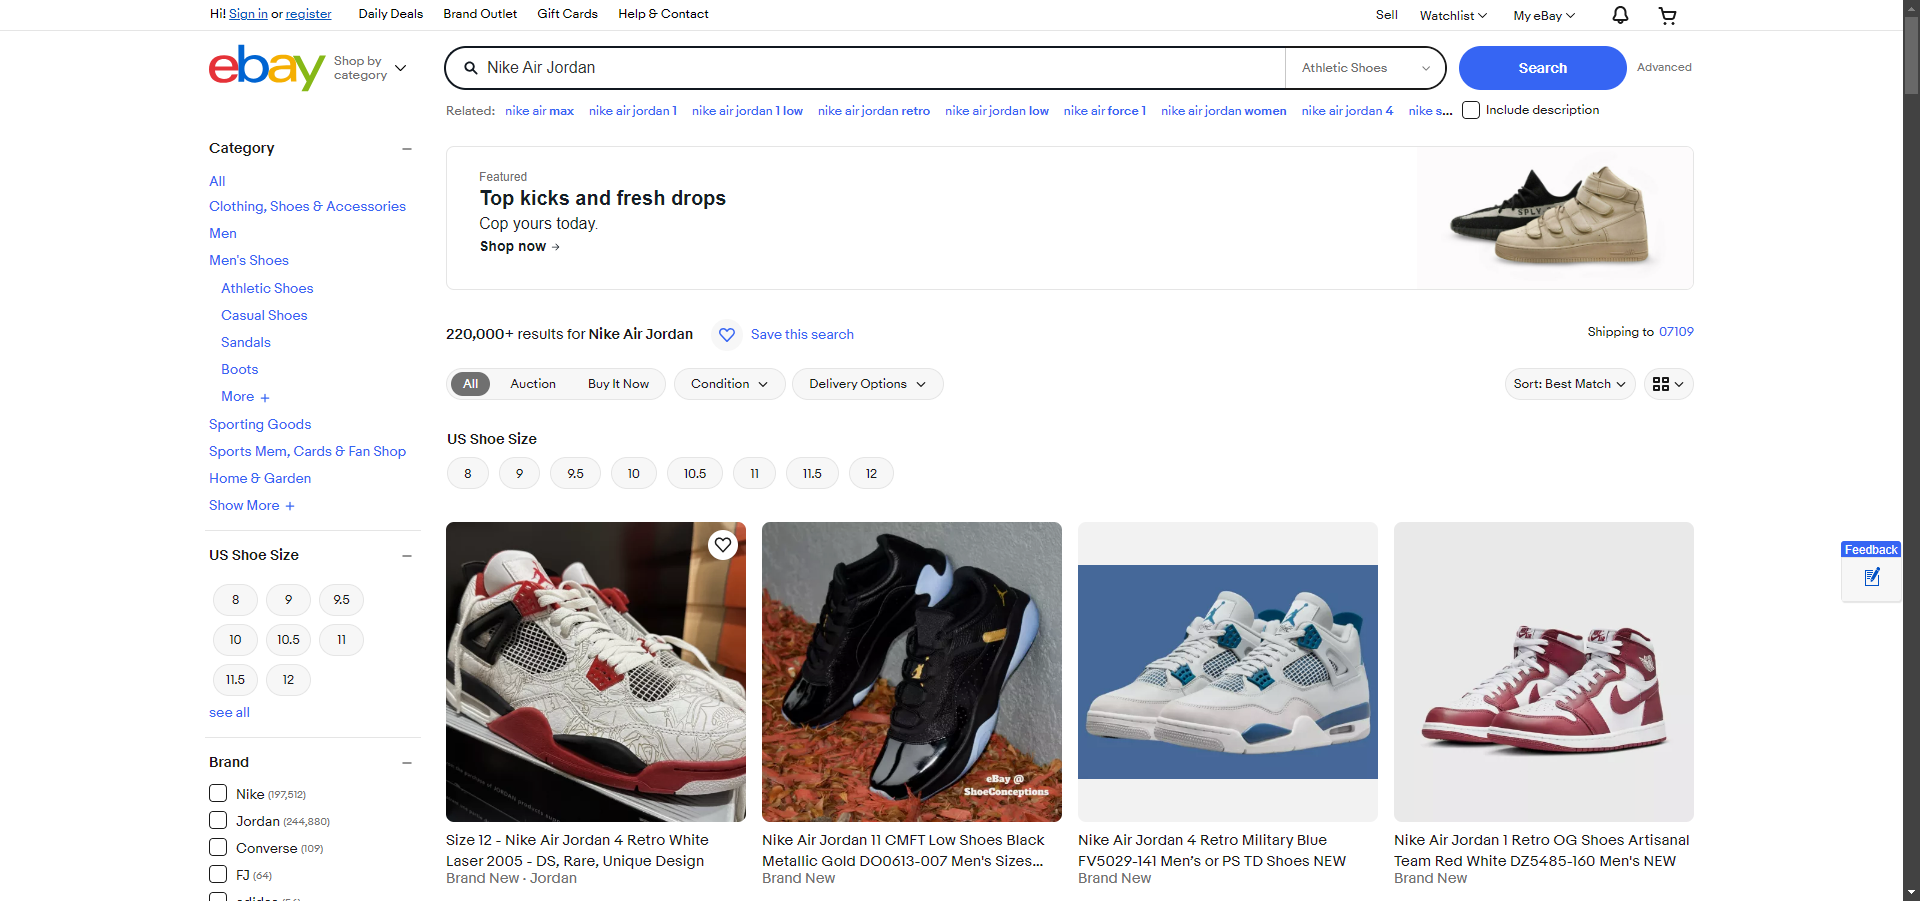 Hi! Sign in or register Daily Deals Brand Outlet Gift Cards Help & Contact Sell Watchlist My eBay
ebay
Shop by category
Nike Air Jordan Athletic Shoes Search Advanced
Related: nike air max nike air jordan 1 nike air jordan 1 low nike air jordan retro nike air jordan low nike air force 1 nike air jordan women nike air jordan 4 nike s... Include description
Category
All
Clothing, Shoes & Accessories
Men
Men's Shoes
Athletic Shoes
Casual Shoes
Sandals
Boots
More +
Sporting Goods
Sports Mem, Cards & Fan Shop
Home & Garden
Show More +
US Shoe Size
8 9 9.5
10 10.5 11
11.5 12
see all
Brand
Nike (197,512)
Jordan (244,880)
Converse (109)
FJ (64)
Featured
Top kicks and fresh drops
Cop yours today.
Shop now →
SPLY
220,000+ results for Nike Air Jordan Save this search Shipping to 07109
All Auction Buy It Now Condition Delivery Options Sort: Best Match
US Shoe Size
8 9 9.5 10 10.5 11 11.5 12
eBay @
ShoeConceptions
Size 12 - Nike Air Jordan 4 Retro White
Laser 2005 - DS, Rare, Unique Design
Brand New · Jordan
Nike Air Jordan 11 CMFT Low Shoes Black
Metallic Gold DO0613-007 Men's Sizes...
Brand New
Nike Air Jordan 4 Retro Military Blue
FV5029-141 Men’s or PS TD Shoes NEW
Brand New
Nike Air Jordan 1 Retro OG Shoes Artisanal
Team Red White DZ5485-160 Men's NEW
Brand New
Feedback